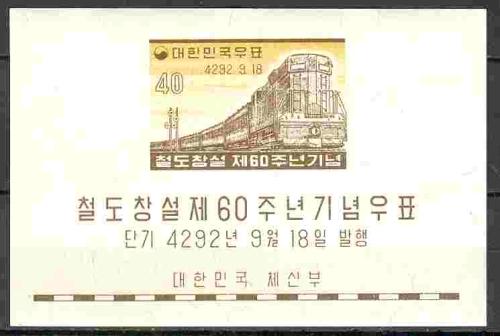 대한민국우표
4292.9.18
40
철도창설 제60주년기념
철도창설제60주년기념우표
단기 4292년 9월 18일 발행
대한민국 체신부